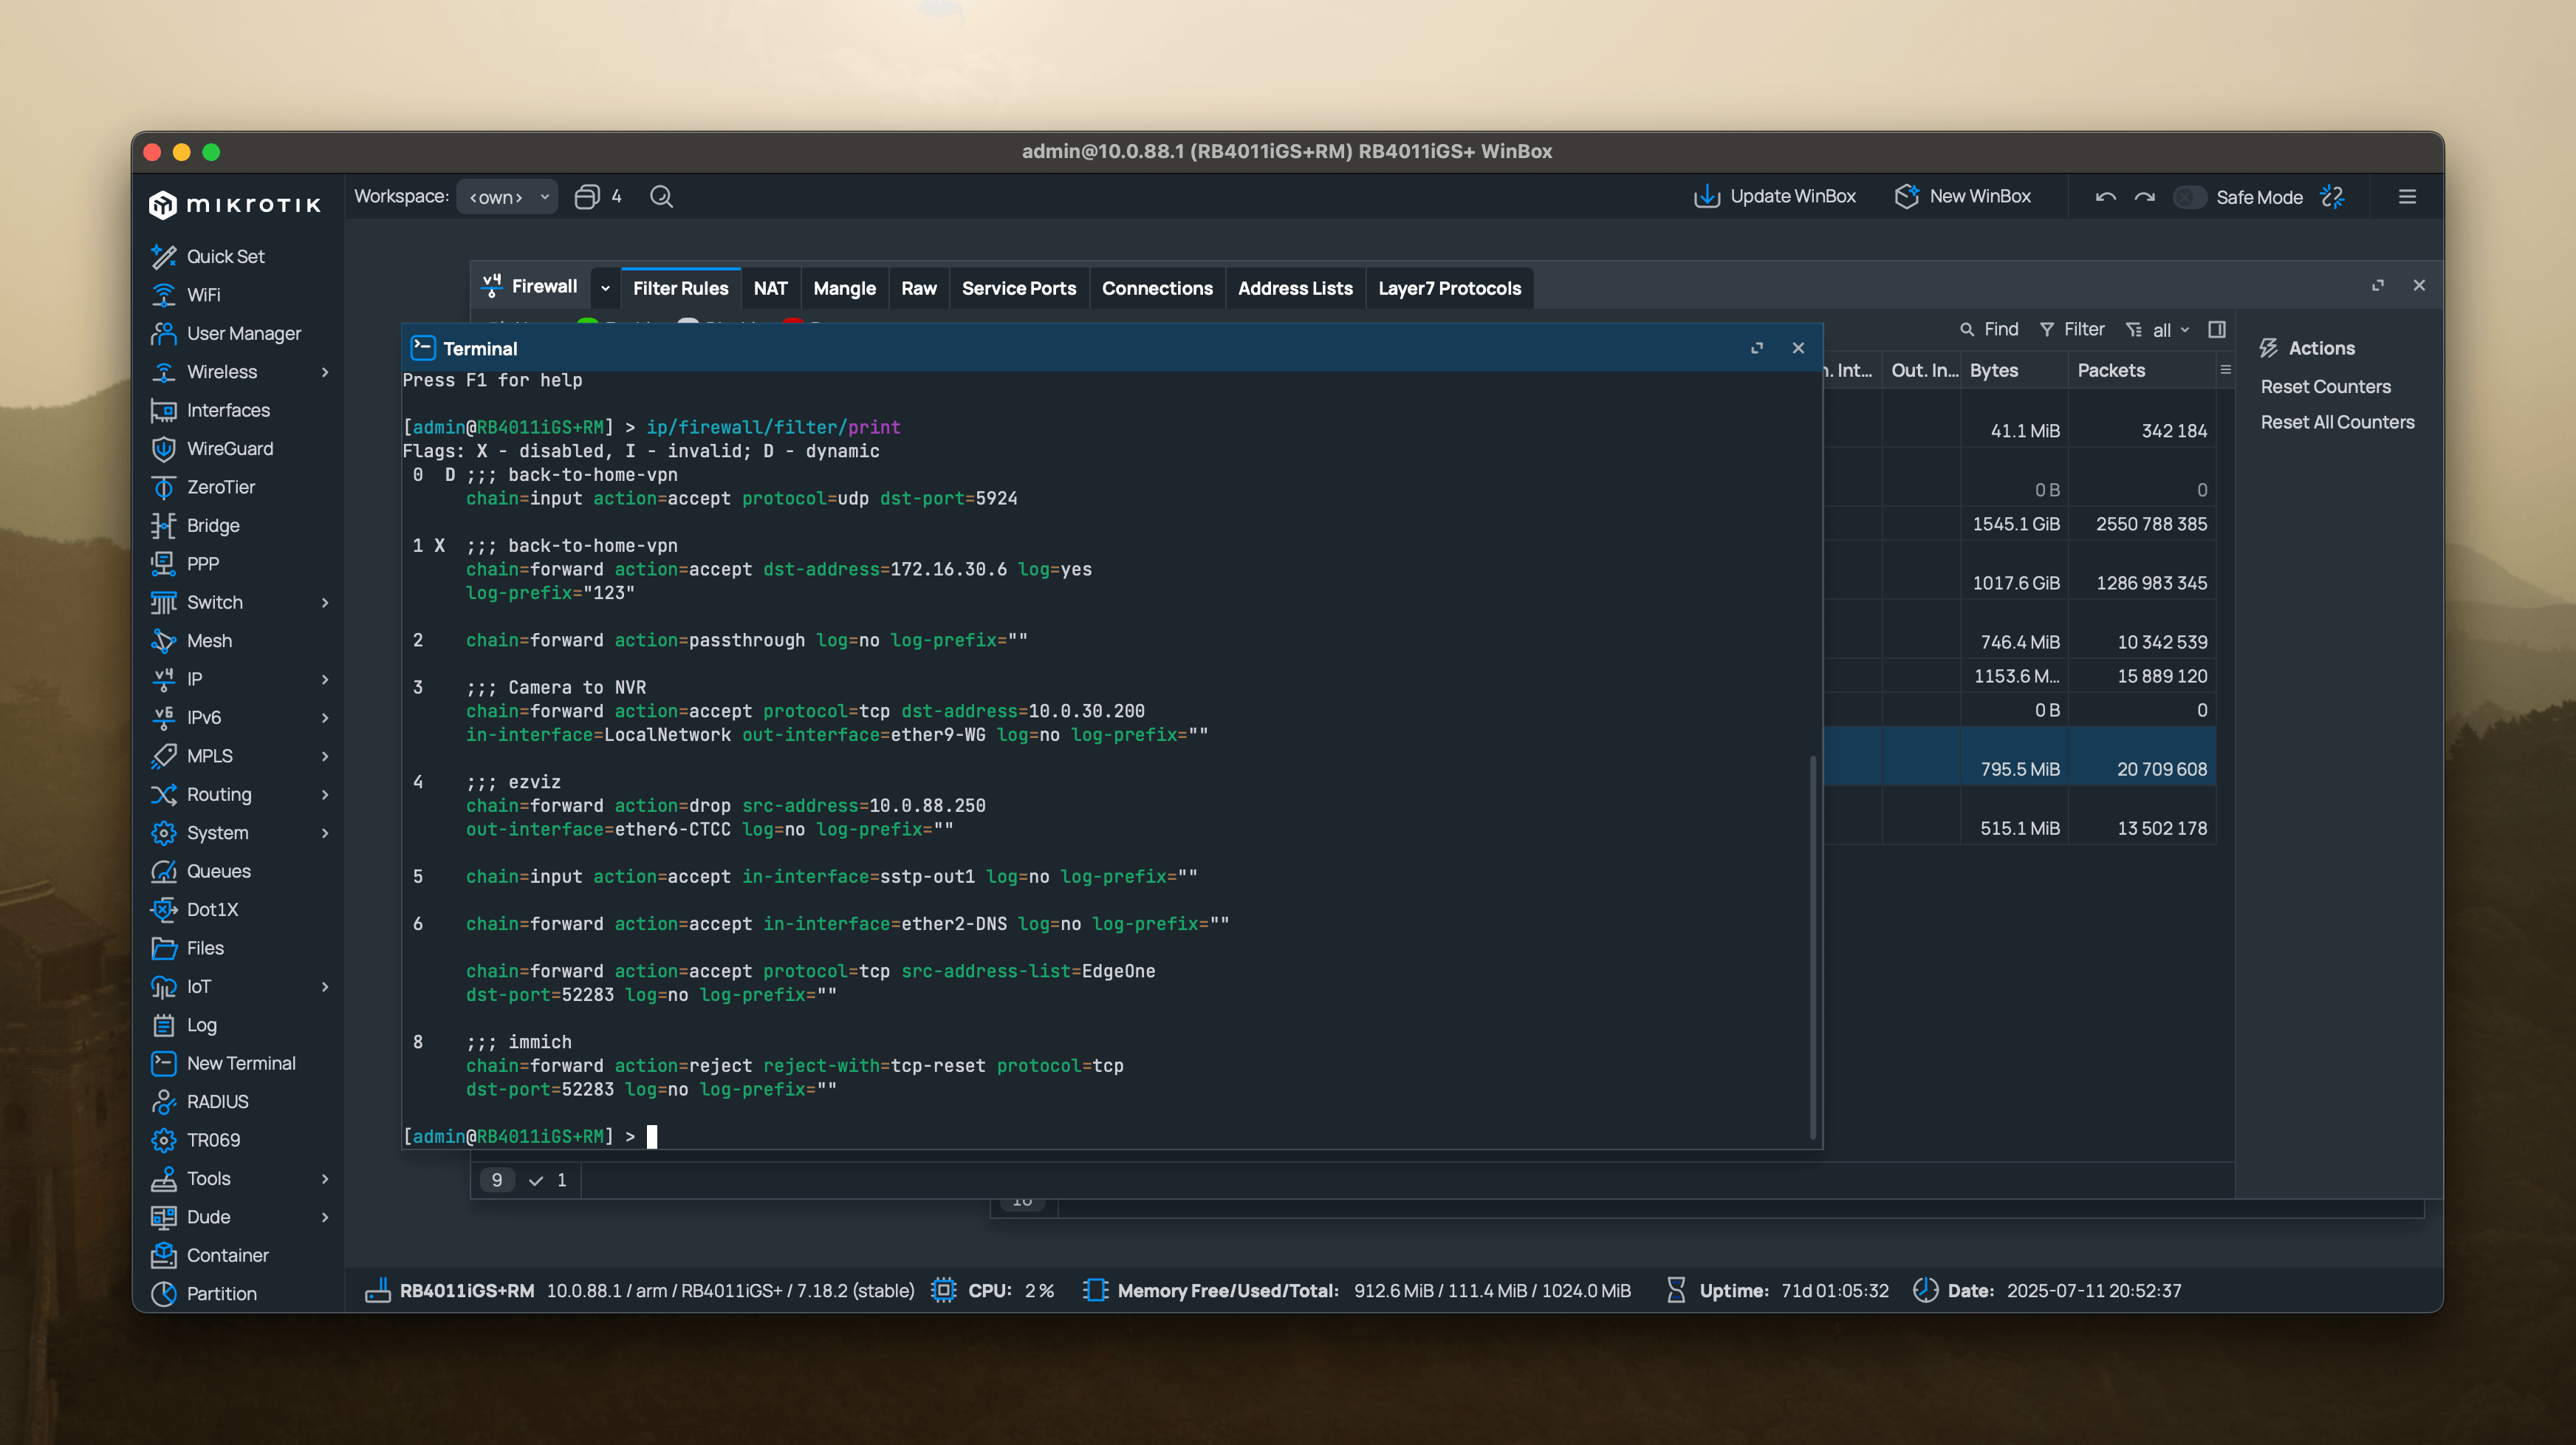 admin@10.0.88.1 (RB4011iGS+RM) RB4011iGS+ WinBox
MIKROTIK
Workspace: <own> 4
Update WinBox
New WinBox
Safe Mode
Quick Set
WiFi
User Manager
Wireless
Interfaces
WireGuard
ZeroTier
Bridge
PPP
Switch
Mesh
IP
IPv6
MPLS
Routing
System
Queues
Dot1X
Files
IoT
Log
New Terminal
RADIUS
TR069
Tools
Dude
Container
Partition
Firewall
Filter Rules
NAT
Mangle
Raw
Service Ports
Connections
Address Lists
Layer7 Protocols
Find
Filter
all
Actions
Reset Counters
Reset All Counters
Int... Out. In... Bytes Packets
41.1 MiB 342 184
0 B 0
1545.1 GiB 2550 788 385
1017.6 GiB 1286 983 345
746.4 MiB 10 342 539
1153.6 M... 15 889 120
0 B 0
795.5 MiB 20 709 608
515.1 MiB 13 502 178
Terminal
Press F1 for help
[admin@RB4011iGS+RM] > ip/firewall/filter/print
Flags: X - disabled, I - invalid; D - dynamic
0 D ;;; back-to-home-vpn
chain=input action=accept protocol=udp dst-port=5924
1 X ;;; back-to-home-vpn
chain=forward action=accept dst-address=172.16.30.6 log=yes
log-prefix="123"
2 chain=forward action=passthrough log=no log-prefix=""
3 ;;; Camera to NVR
chain=forward action=accept protocol=tcp dst-address=10.0.30.200
in-interface=LocalNetwork out-interface=ether9-WG log=no log-prefix=""
4 ;;; ezviz
chain=forward action=drop src-address=10.0.88.250
out-interface=ether6-CTCC log=no log-prefix=""
5 chain=input action=accept in-interface=sstp-out1 log=no log-prefix=""
6 chain=forward action=accept in-interface=ether2-DNS log=no log-prefix=""
chain=forward action=accept protocol=tcp src-address-list=EdgeOne
dst-port=52283 log=no log-prefix=""
8 ;;; immich
chain=forward action=reject reject-with=tcp-reset protocol=tcp
dst-port=52283 log=no log-prefix=""
[admin@RB4011iGS+RM] >
9 1
RB4011iGS+RM 10.0.88.1 / arm / RB4011iGS+ / 7.18.2 (stable) CPU: 2 % Memory Free/Used/Total: 912.6 MiB / 111.4 MiB / 1024.0 MiB Uptime: 71d 01:05:32 Date: 2025-07-11 20:52:37